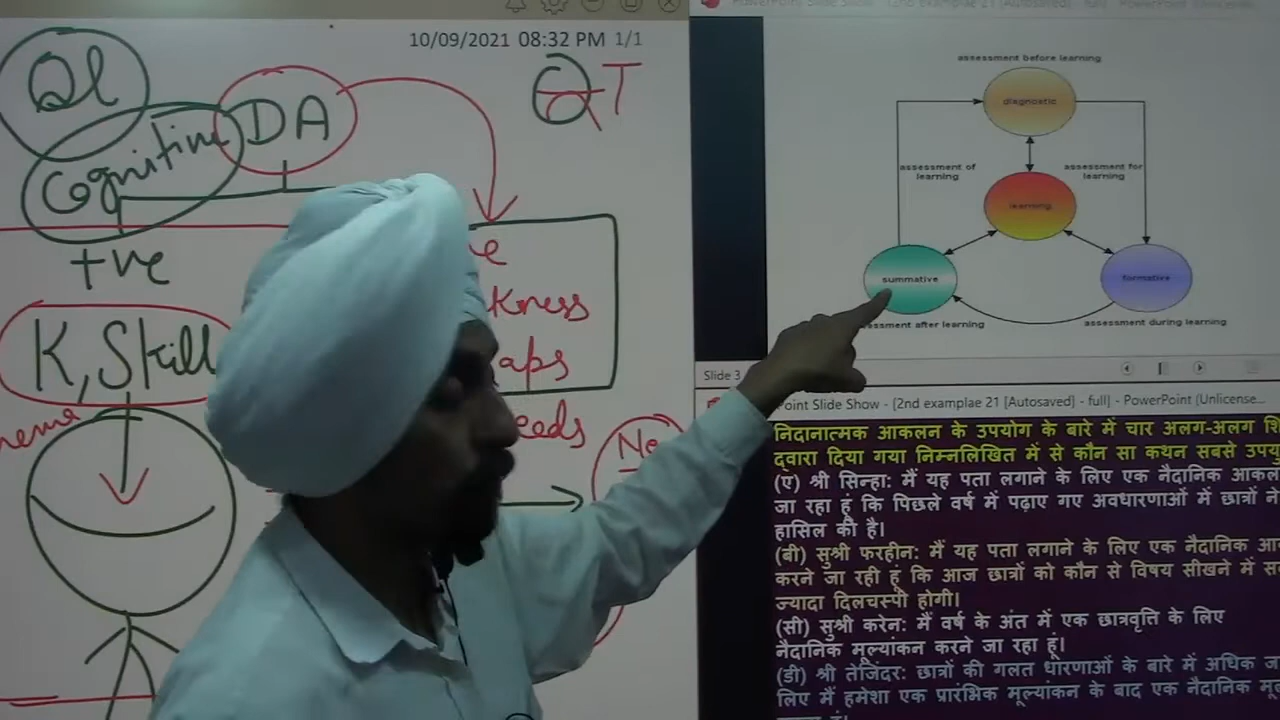 10/09/2021 08:32 PM 1/1
QI
DA
QT
Cognitive
+ve
K, Skill
kness
aps
eeds
Ne
assessment before learning
diagnostic
assessment of
learning
assessment for
learning
learning
summative
formative
assessment after learning
assessment during learning
Slide 3
Point Slide Show - [2nd examplae 21 [Autosaved] - full] - PowerPoint (Unlicense...
निदानात्मक आकलन के उपयोग के बारे में चार अलग-अलग शि
द्वारा दिया गया निम्नलिखित में से कौन सा कथन सबसे उपयु
(ए) श्री सिन्हा: मैं यह पता लगाने के लिए एक नैदानिक आकल
जा रहा हूं कि पिछले वर्ष में पढ़ाए गए अवधारणाओं में छात्रों ने
हासिल की है।
(बी) सुश्री फरहीन: मैं यह पता लगाने के लिए एक नैदानिक आ
करने जा रही हूं कि आज छात्रों को कौन से विषय सीखने में स
ज्यादा दिलचस्पी होगी।
(सी) सुश्री करेन: मैं वर्ष के अंत में एक छात्रवृत्ति के लिए
नैदानिक मूल्यांकन करने जा रहा हूं।
(डी) श्री तेजिंदर: छात्रों की गलत धारणाओं के बारे में अधिक ज
लिए मैं हमेशा एक प्रारंभिक मूल्यांकन के बाद एक नैदानिक मू